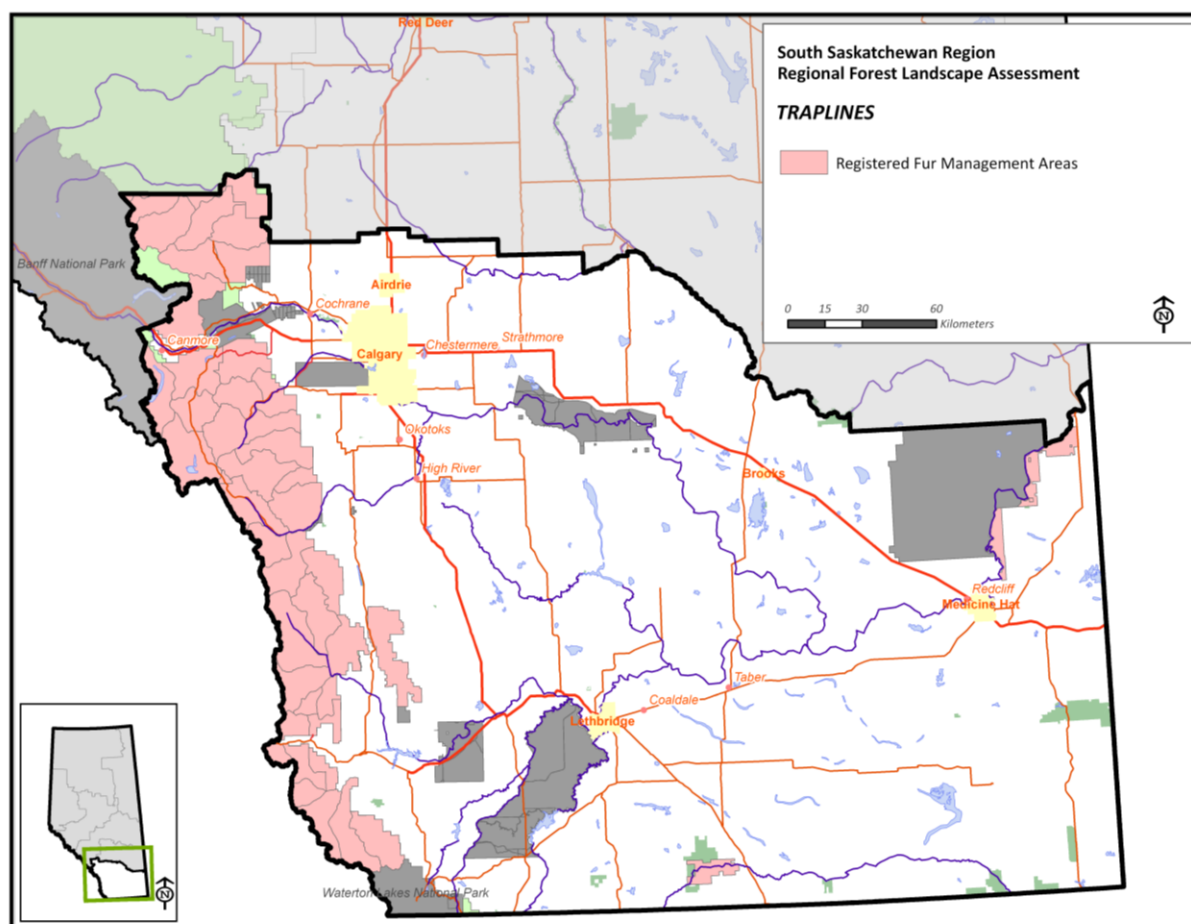 Red Deer
South Saskatchewan Region
Regional Forest Landscape Assessment
TRAPLINES
Registered Fur Management Areas
Banff National Park
Airdrie
Cochrane
0 15 30 60
Kilometers
N
Canmore
Calgary
Chestermere
Strathmore
Okotoks
High River
Brooks
Redcliff
Medicine Hat
Taber
Coaldale
Lethbridge
Waterton Lakes National Park
N